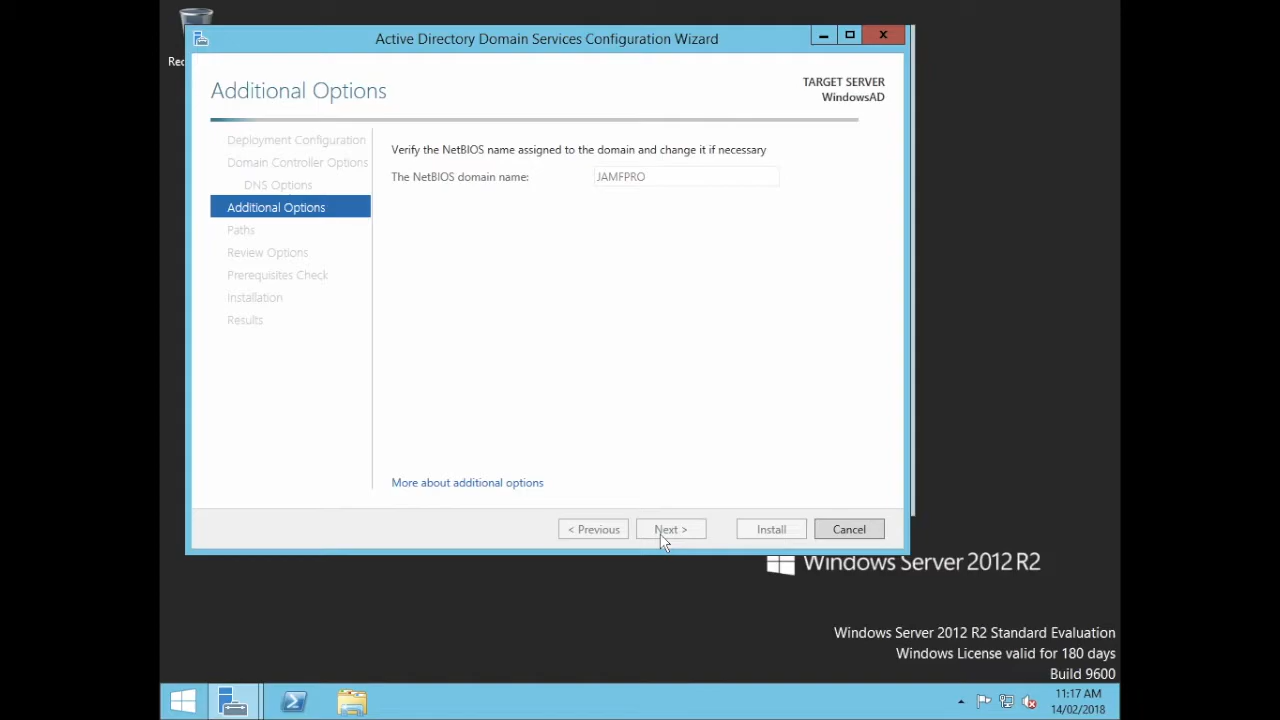 Rec
Active Directory Domain Services Configuration Wizard
Additional Options
TARGET SERVER
WindowsAD
Deployment Configuration
Domain Controller Options
DNS Options
Additional Options
Paths
Review Options
Prerequisites Check
Installation
Results
Verify the NetBIOS name assigned to the domain and change it if necessary
The NetBIOS domain name:
JAMFPRO
More about additional options
< Previous
Next >
Install
Cancel
Windows Server 2012 R2
Windows Server 2012 R2 Standard Evaluation
Windows License valid for 180 days
Build 9600
11:17 AM
14/02/2018